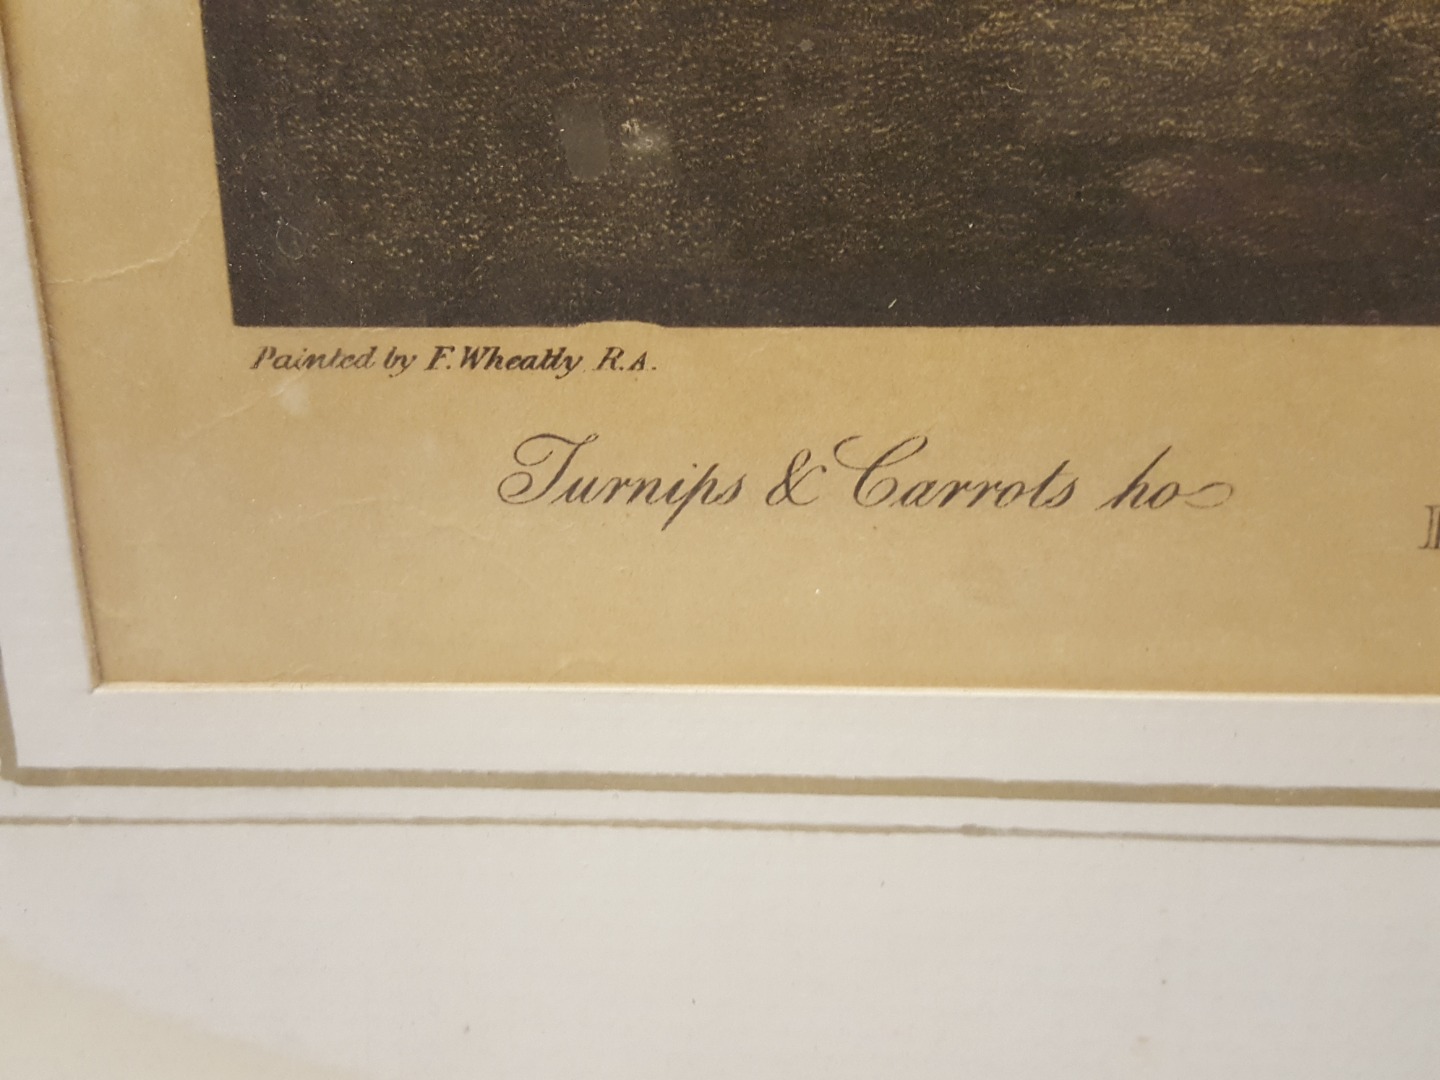 Painted by F. Wheatly R.A.
Turnips & Carrots ho